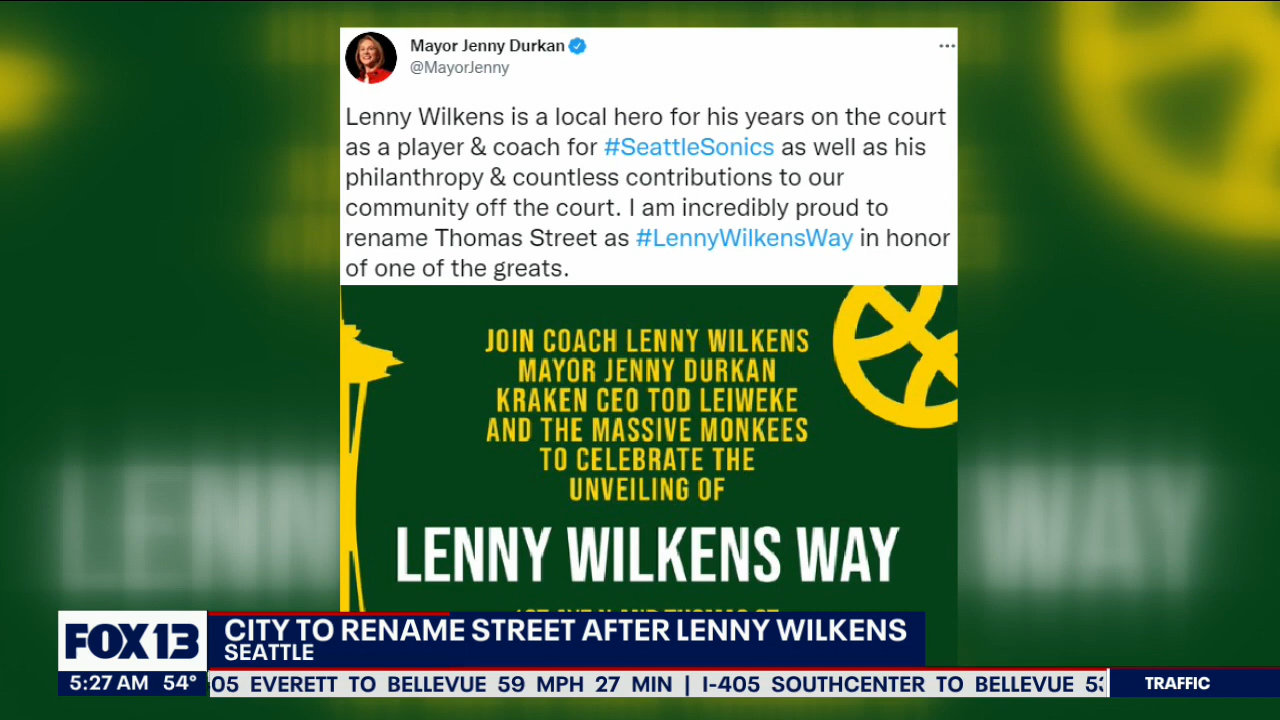 Mayor Jenny Durkan
@MayorJenny
Lenny Wilkens is a local hero for his years on the court
as a player & coach for #SeattleSonics as well as his
philanthropy & countless contributions to our
community off the court. I am incredibly proud to
rename Thomas Street as #LennyWilkensWay in honor
of one of the greats.
JOIN COACH LENNY WILKENS
MAYOR JENNY DURKAN
KRAKEN CEO TOD LEIWEKE
AND THE MASSIVE MONKEES
TO CELEBRATE THE
UNVEILING OF
LENNY WILKENS WAY
FOX 13
CITY TO RENAME STREET AFTER LENNY WILKENS
SEATTLE
5:27 AM 54°
05 EVERETT TO BELLEVUE 59 MPH 27 MIN | I-405 SOUTHCENTER TO BELLEVUE
TRAFFIC